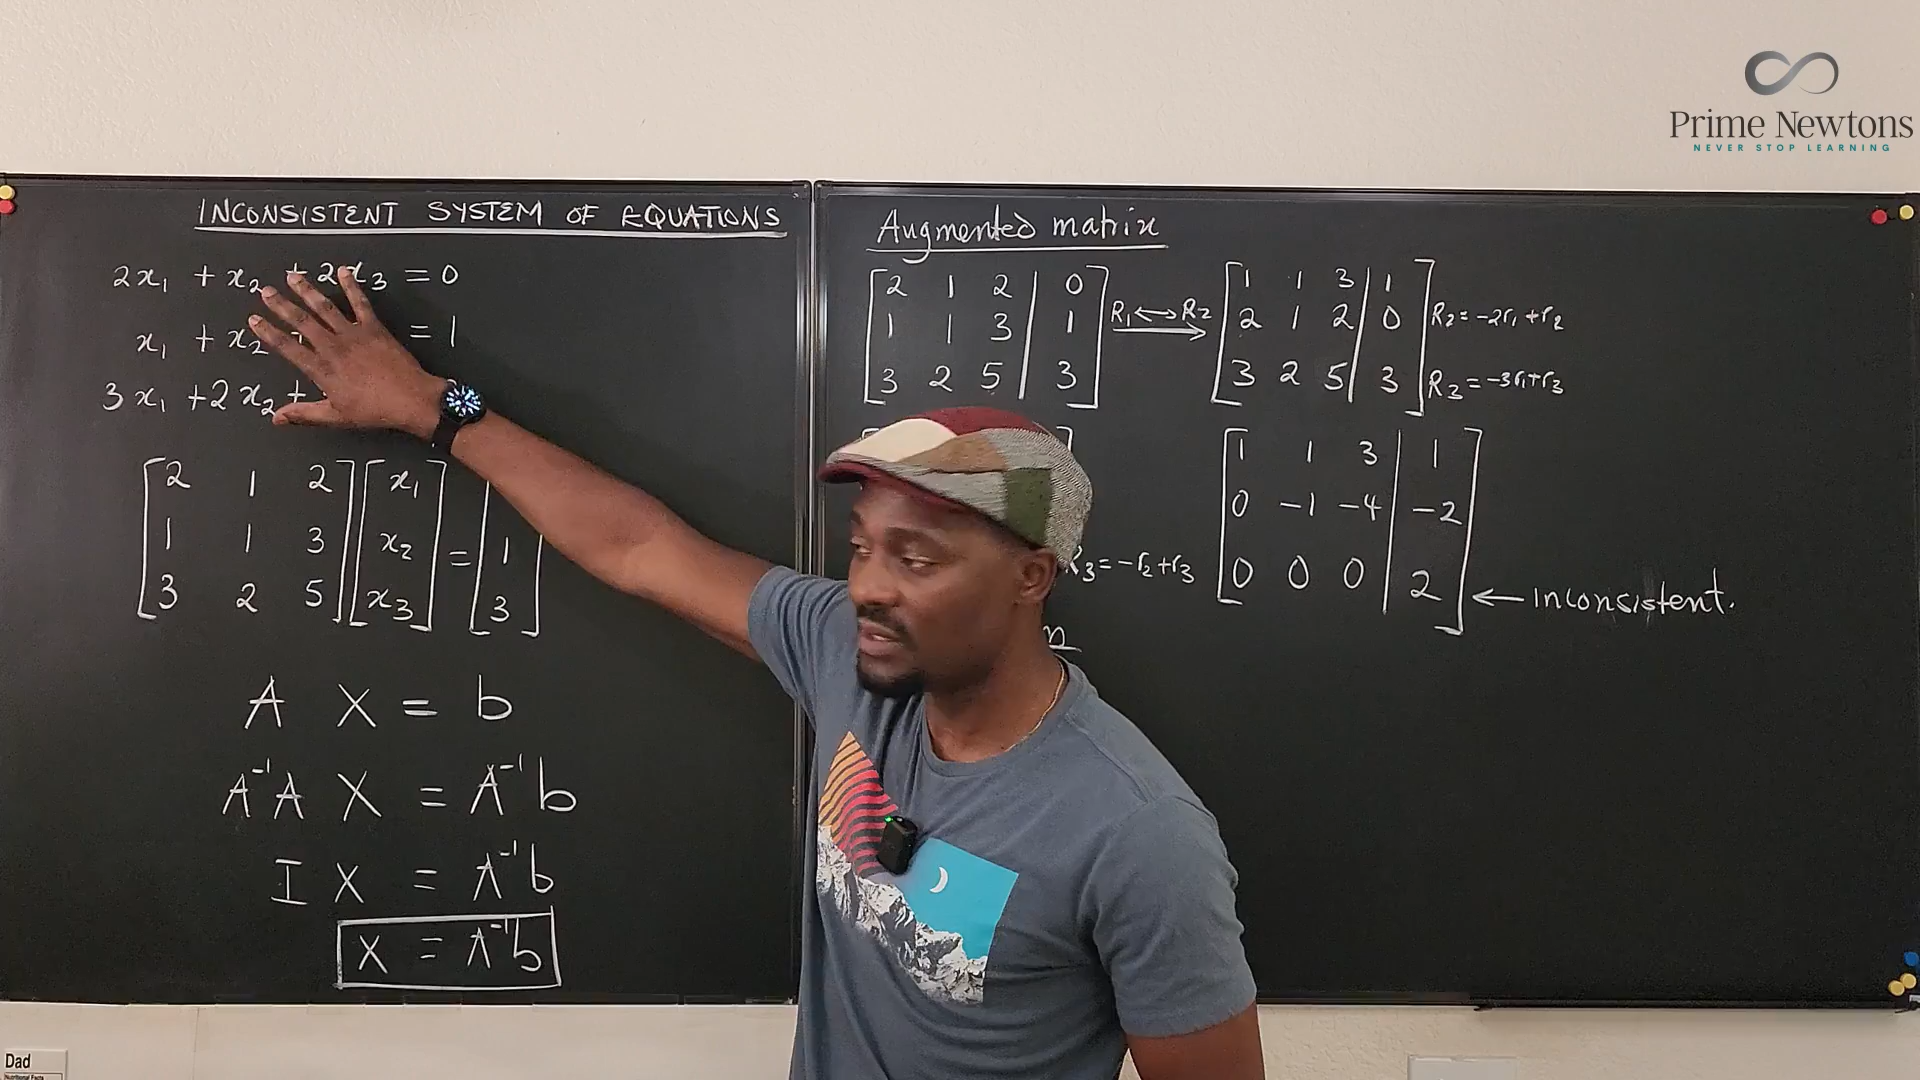 Prime Newtons
NEVER STOP LEARNING
INCONSISTENT SYSTEM OF EQUATIONS
2x₁ + x₂ + 2x₃ = 0
x₁ + x₂ + = 1
3x₁ + 2x₂ +
[2 1 2] [x₁]
[1 1 3] [x₂] = [1]
[3 2 5] [x₃] [3]
A X = b
A⁻¹A X = A⁻¹b
I X = A⁻¹b
X = A⁻¹b
Augmented matrix
[2 1 2 | 0]
[1 1 3 | 1]
[3 2 5 | 3]
R₁ ↔ R₂
[1 1 3 | 1]
[2 1 2 | 0] R₂ = -2r₁ + r₂
[3 2 5 | 3] R₃ = -3r₁ + r₃
R₃ = -r₂ + r₃
[1 1 3 | 1]
[0 -1 -4 | -2]
[0 0 0 | 2] ← Inconsistent.
Dad
Nutritional Facts